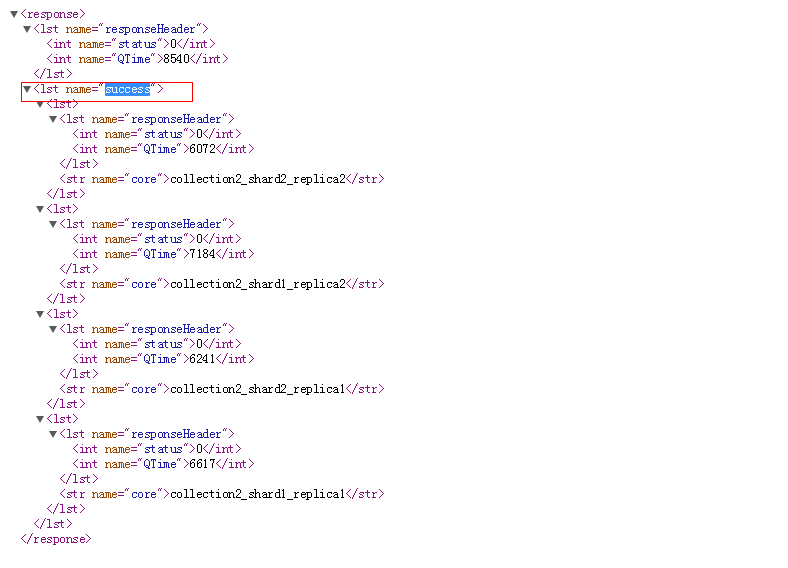 ▼<response>
▼<lst name="responseHeader">
<int name="status">0</int>
<int name="QTime">8540</int>
</lst>
▼<lst name="success">
▼<lst>
▼<lst name="responseHeader">
<int name="status">0</int>
<int name="QTime">6072</int>
</lst>
<str name="core">collection2_shard2_replica2</str>
</lst>
▼<lst>
▼<lst name="responseHeader">
<int name="status">0</int>
<int name="QTime">7184</int>
</lst>
<str name="core">collection2_shard1_replica2</str>
</lst>
▼<lst>
▼<lst name="responseHeader">
<int name="status">0</int>
<int name="QTime">6241</int>
</lst>
<str name="core">collection2_shard2_replica1</str>
</lst>
▼<lst>
▼<lst name="responseHeader">
<int name="status">0</int>
<int name="QTime">6617</int>
</lst>
<str name="core">collection2_shard1_replica1</str>
</lst>
</lst>
</response>